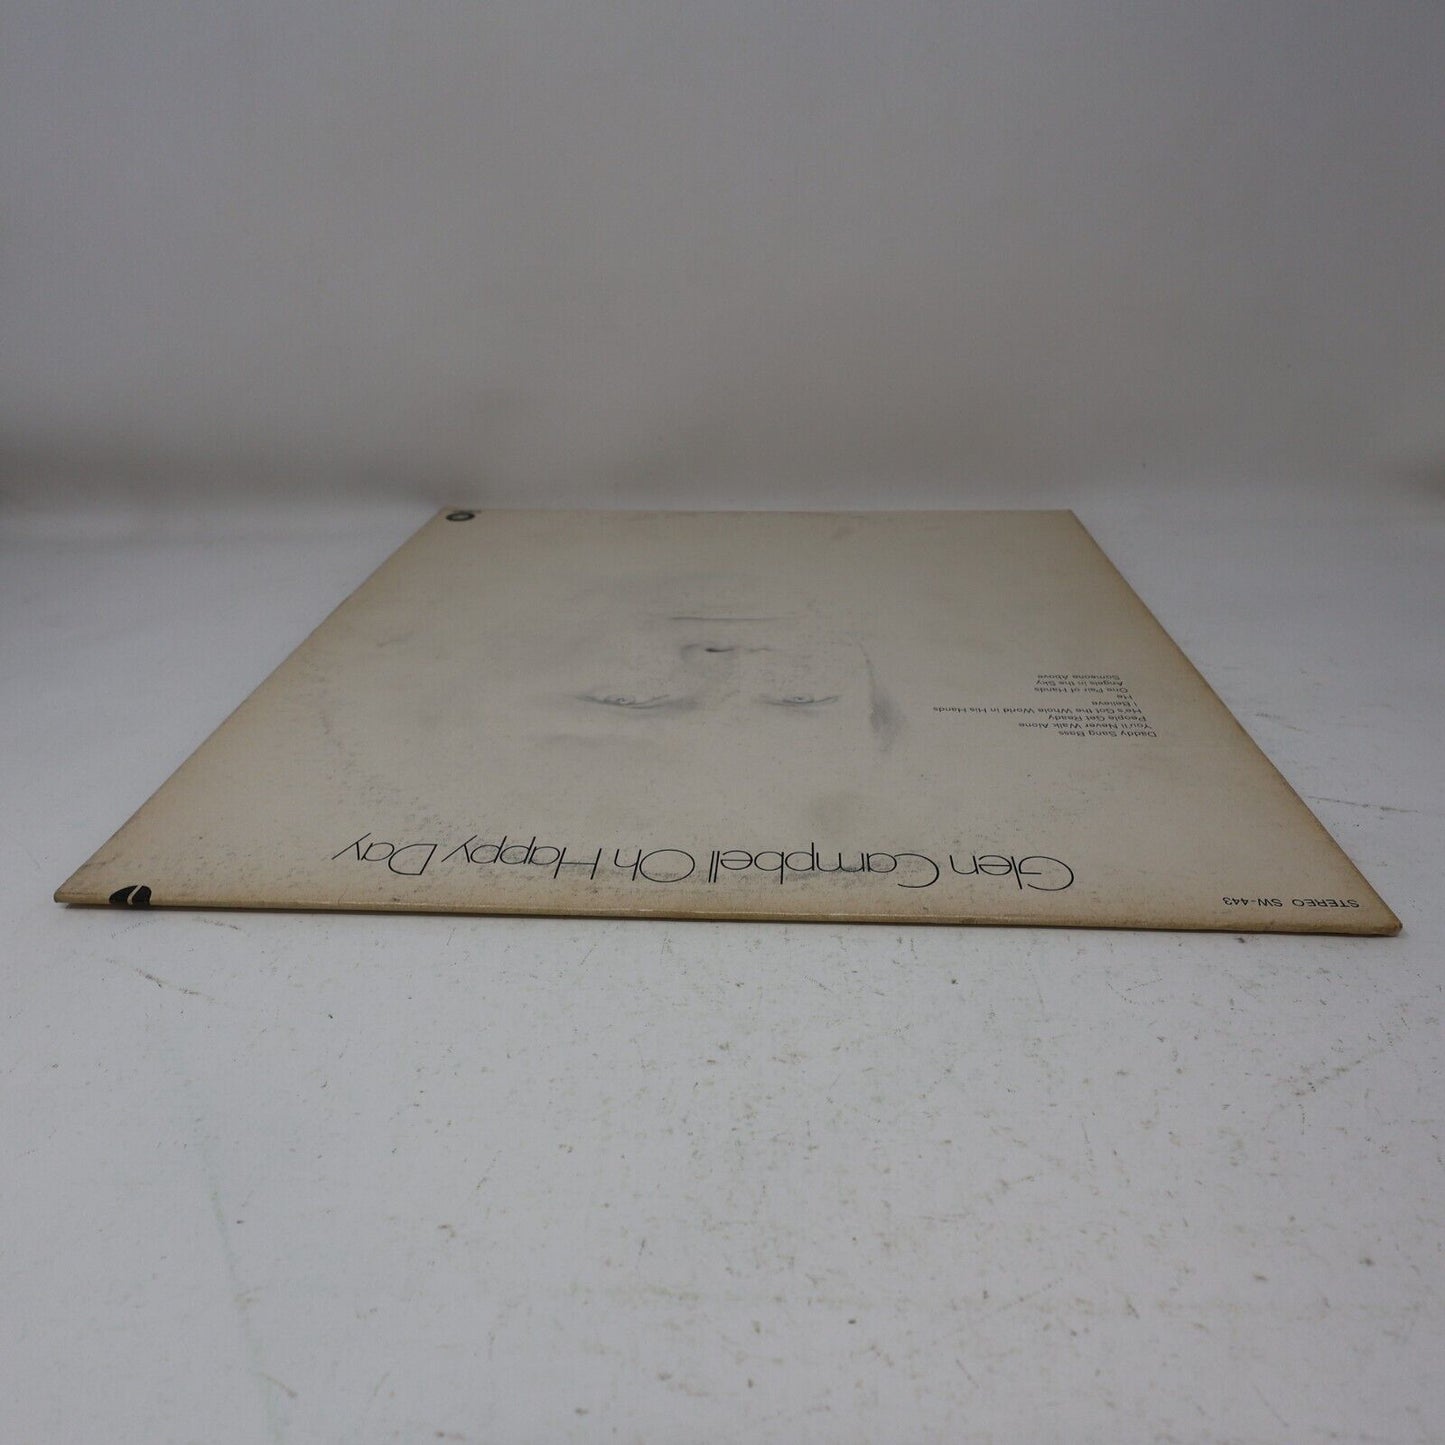 STEREO SW-443
Glen Campbell Oh Happy Day
Daddy Sang Bass
You'll Never Walk Alone
People Get Ready
He's Got the Whole World in His Hands
I Believe
He
One Pair of Hands
Angels in the Sky
Someone Above